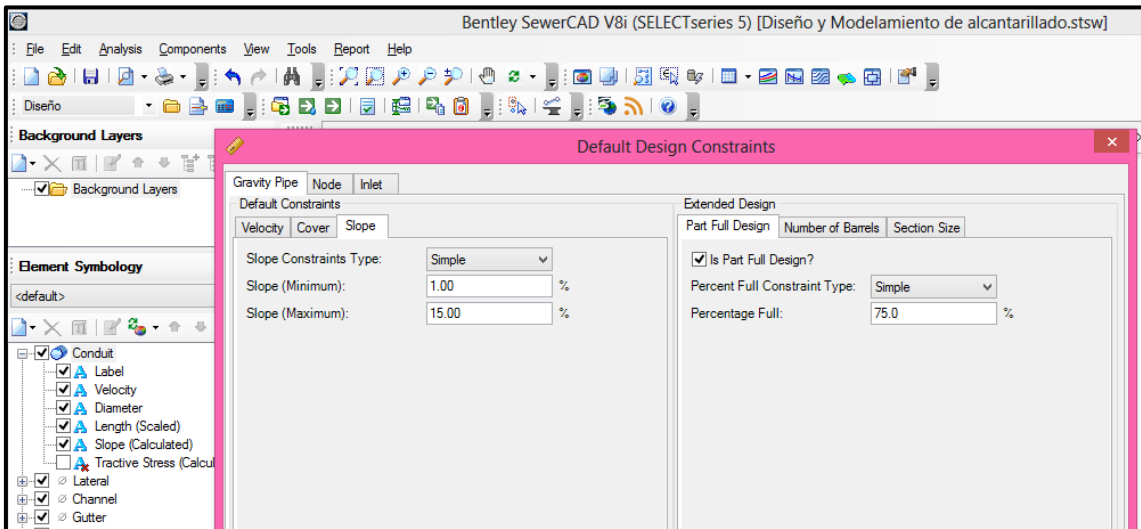 Bentley SewerCAD V8i (SELECTseries 5) [Diseño y Modelamiento de alcantarillado.stsw]
File Edit Analysis Components View Tools Report Help
Diseño
Background Layers
Background Layers
Element Symbology
<default>
Conduit
Label
Velocity
Diameter
Length (Scaled)
Slope (Calculated)
Tractive Stress (Calcul
Lateral
Channel
Gutter
Default Design Constraints
Gravity Pipe Node Inlet
Default Constraints
Velocity Cover Slope
Slope Constraints Type: Simple
Slope (Minimum): 1.00 %
Slope (Maximum): 15.00 %
Extended Design
Part Full Design Number of Barrels Section Size
Is Part Full Design?
Percent Full Constraint Type: Simple
Percentage Full: 75.0 %